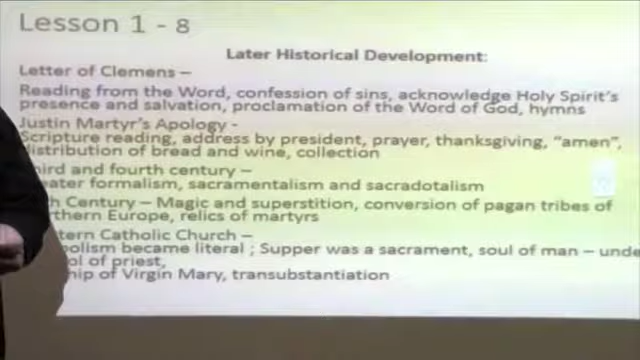 Lesson 1 - 8
Later Historical Development:
Letter of Clemens –
Reading from the Word, confession of sins, acknowledge Holy Spirit's
presence and salvation, proclamation of the Word of God, hymns
Justin Martyr's Apology -
Scripture reading, address by president, prayer, thanksgiving, "amen",
distribution of bread and wine, collection
and fourth century –
formalism, sacramentalism and sacradotalism
Century – Magic and superstition, conversion of pagan tribes of
Europe, relics of martyrs
Catholic Church –
became literal ; Supper was a sacrament, soul of man –
of priest,
of Virgin Mary, transubstantiation